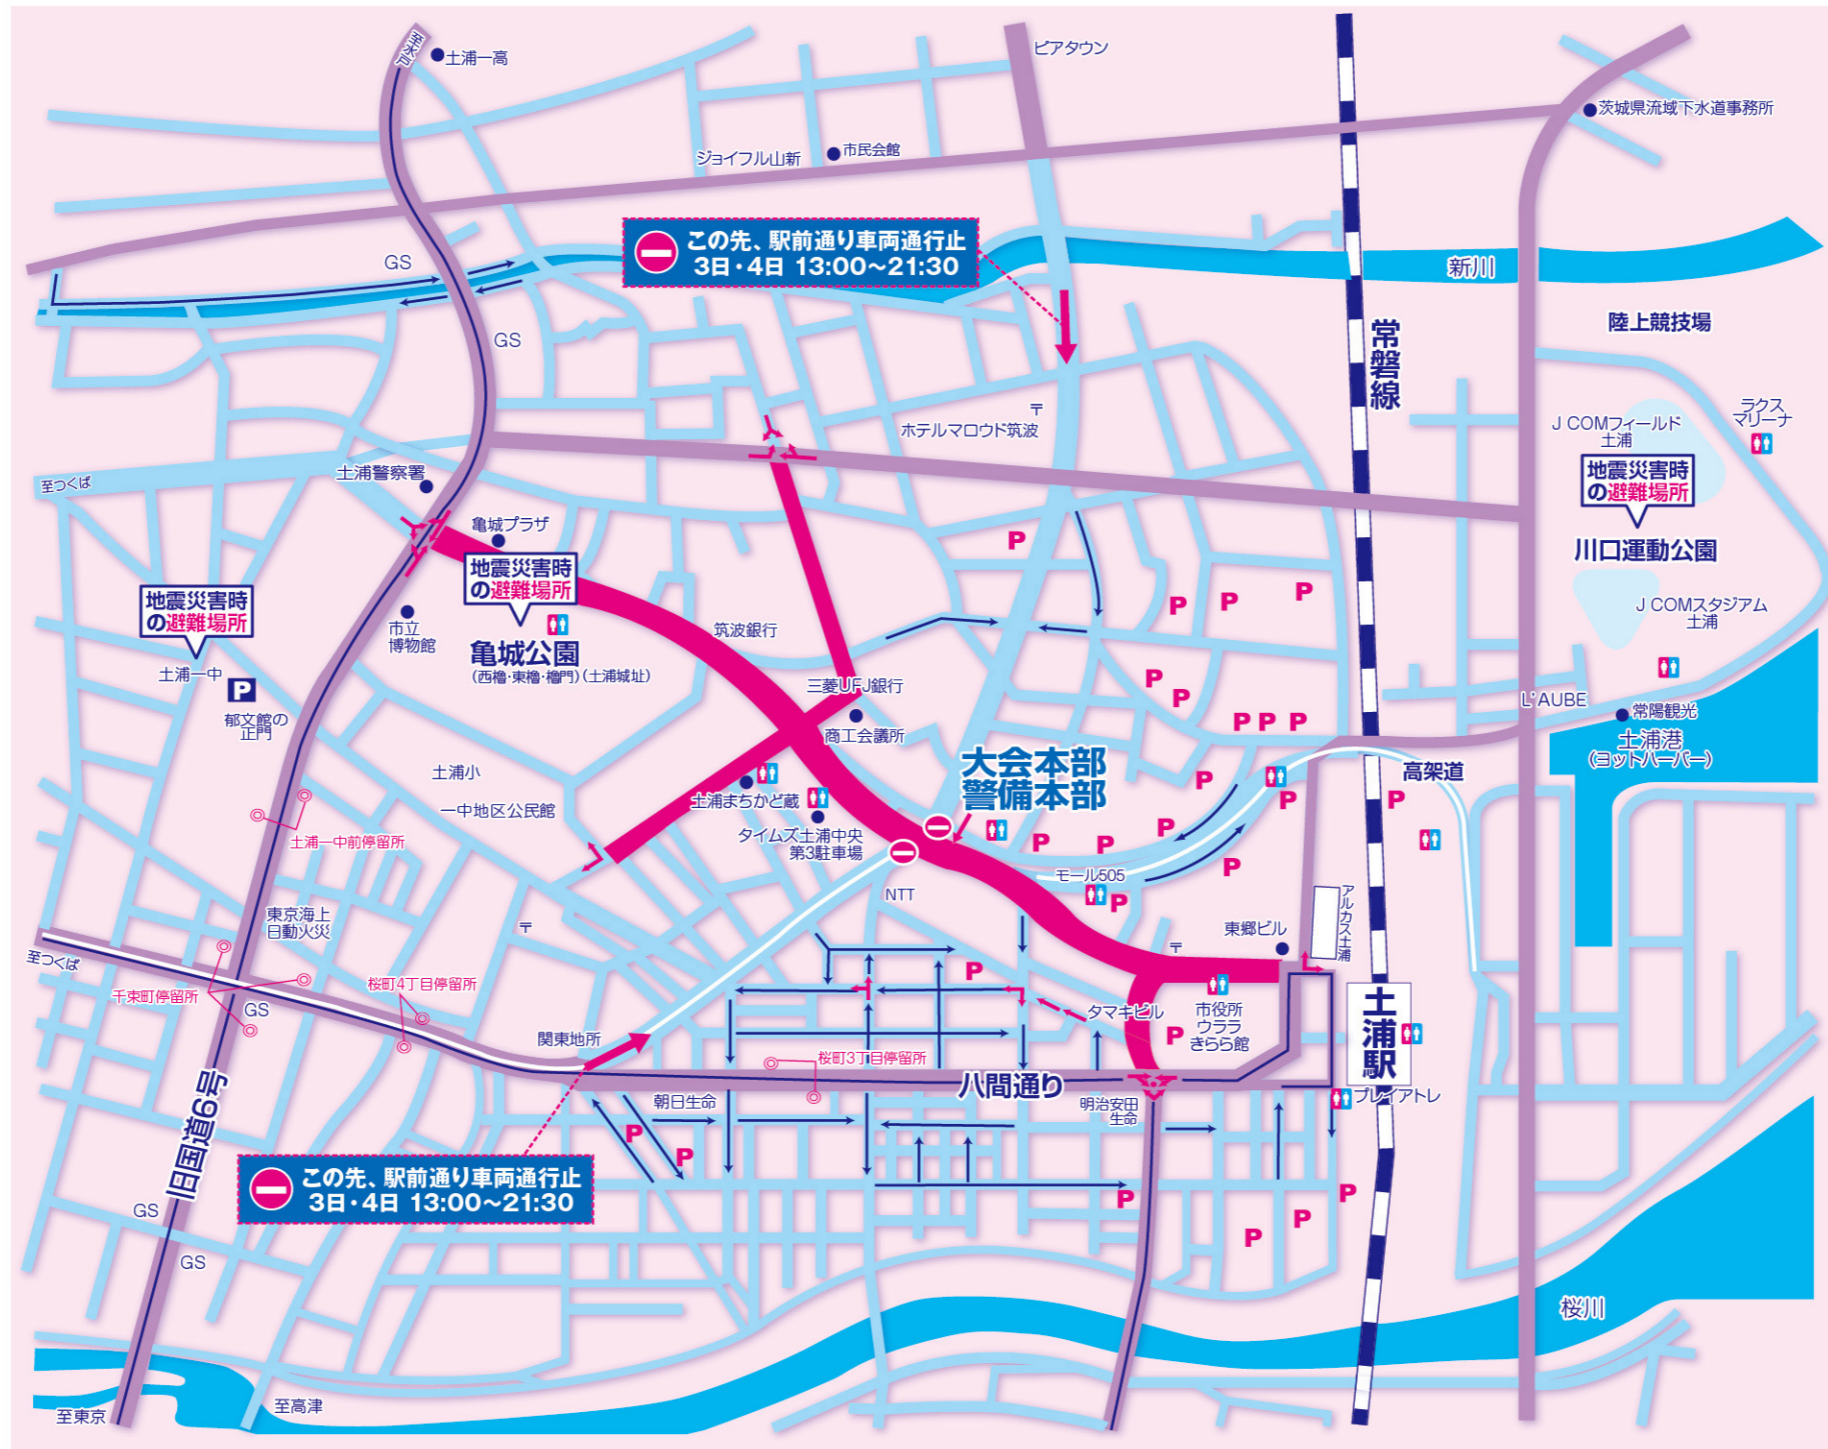 至水戸
土浦一高
ピアタウン
茨城県流域下水道事務所
ジョイフル山新
市民会館
この先、駅前通り車両通行止
3日・4日 13:00〜21:30
GS
新川
GS
常磐線
陸上競技場
ラクス
マリーナ
〒
ホテルマロウド筑波
J COMフィールド
土浦
地震災害時
の避難場所
川口運動公園
J COMスタジアム
土浦
至つくば
土浦警察署
亀城プラザ
地震災害時
の避難場所
亀城公園
(西櫓・東櫓・櫓門)(土浦城址)
市立
博物館
地震災害時
の避難場所
土浦一中
P
郁文館の
正門
筑波銀行
三菱UFJ銀行
商工会議所
P
P
P
P
P
P
P
P
P
L'AUBE
常陽観光
土浦港
(ヨットハーバー)
土浦小
一中地区公民館
土浦まちかど蔵
タイムズ土浦中央
第3駐車場
大会本部
警備本部
高架道
P
P
P
P
P
P
P
モール505
P
土浦一中前停留所
NTT
アルカス土浦
東郷ビル
〒
東京海上
日動火災
〒
至つくば
千束町停留所
GS
桜町4丁目停留所
P
タマキビル
市役所
ウララ
きらら館
P
土浦駅
関東地所
桜町3丁目停留所
八間通り
プレイアトレ
朝日生命
明治安田
生命
旧国道6号
P
P
この先、駅前通り車両通行止
3日・4日 13:00〜21:30
P
P
P
P
GS
GS
桜川
至高津
至東京